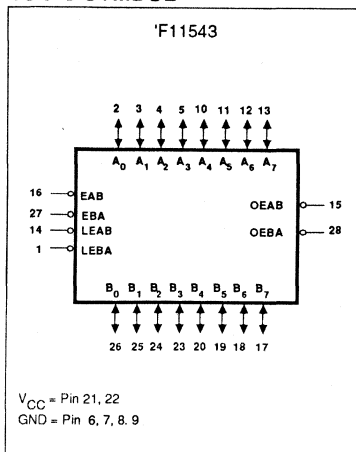 'F11543
2 3 4 5 10 11 12 13
A0 A1 A2 A3 A4 A5 A6 A7
16 EAB
OEAB 15
27 EBA
14 LEAB
OEBA 28
1 LEBA
B0 B1 B2 B3 B4 B5 B6 B7
26 25 24 23 20 19 18 17
VCC = Pin 21, 22
GND = Pin 6, 7, 8. 9